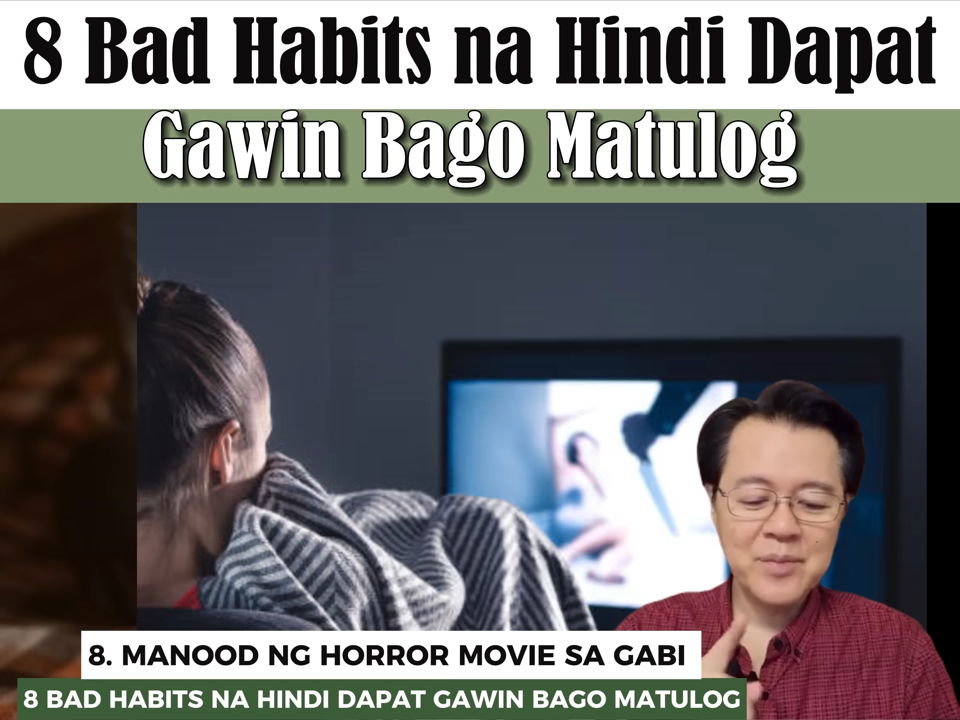 8 Bad Habits na Hindi Dapat
Gawin Bago Matulog
8. MANOOD NG HORROR MOVIE SA GABI
8 BAD HABITS NA HINDI DAPAT GAWIN BAGO MATULOG